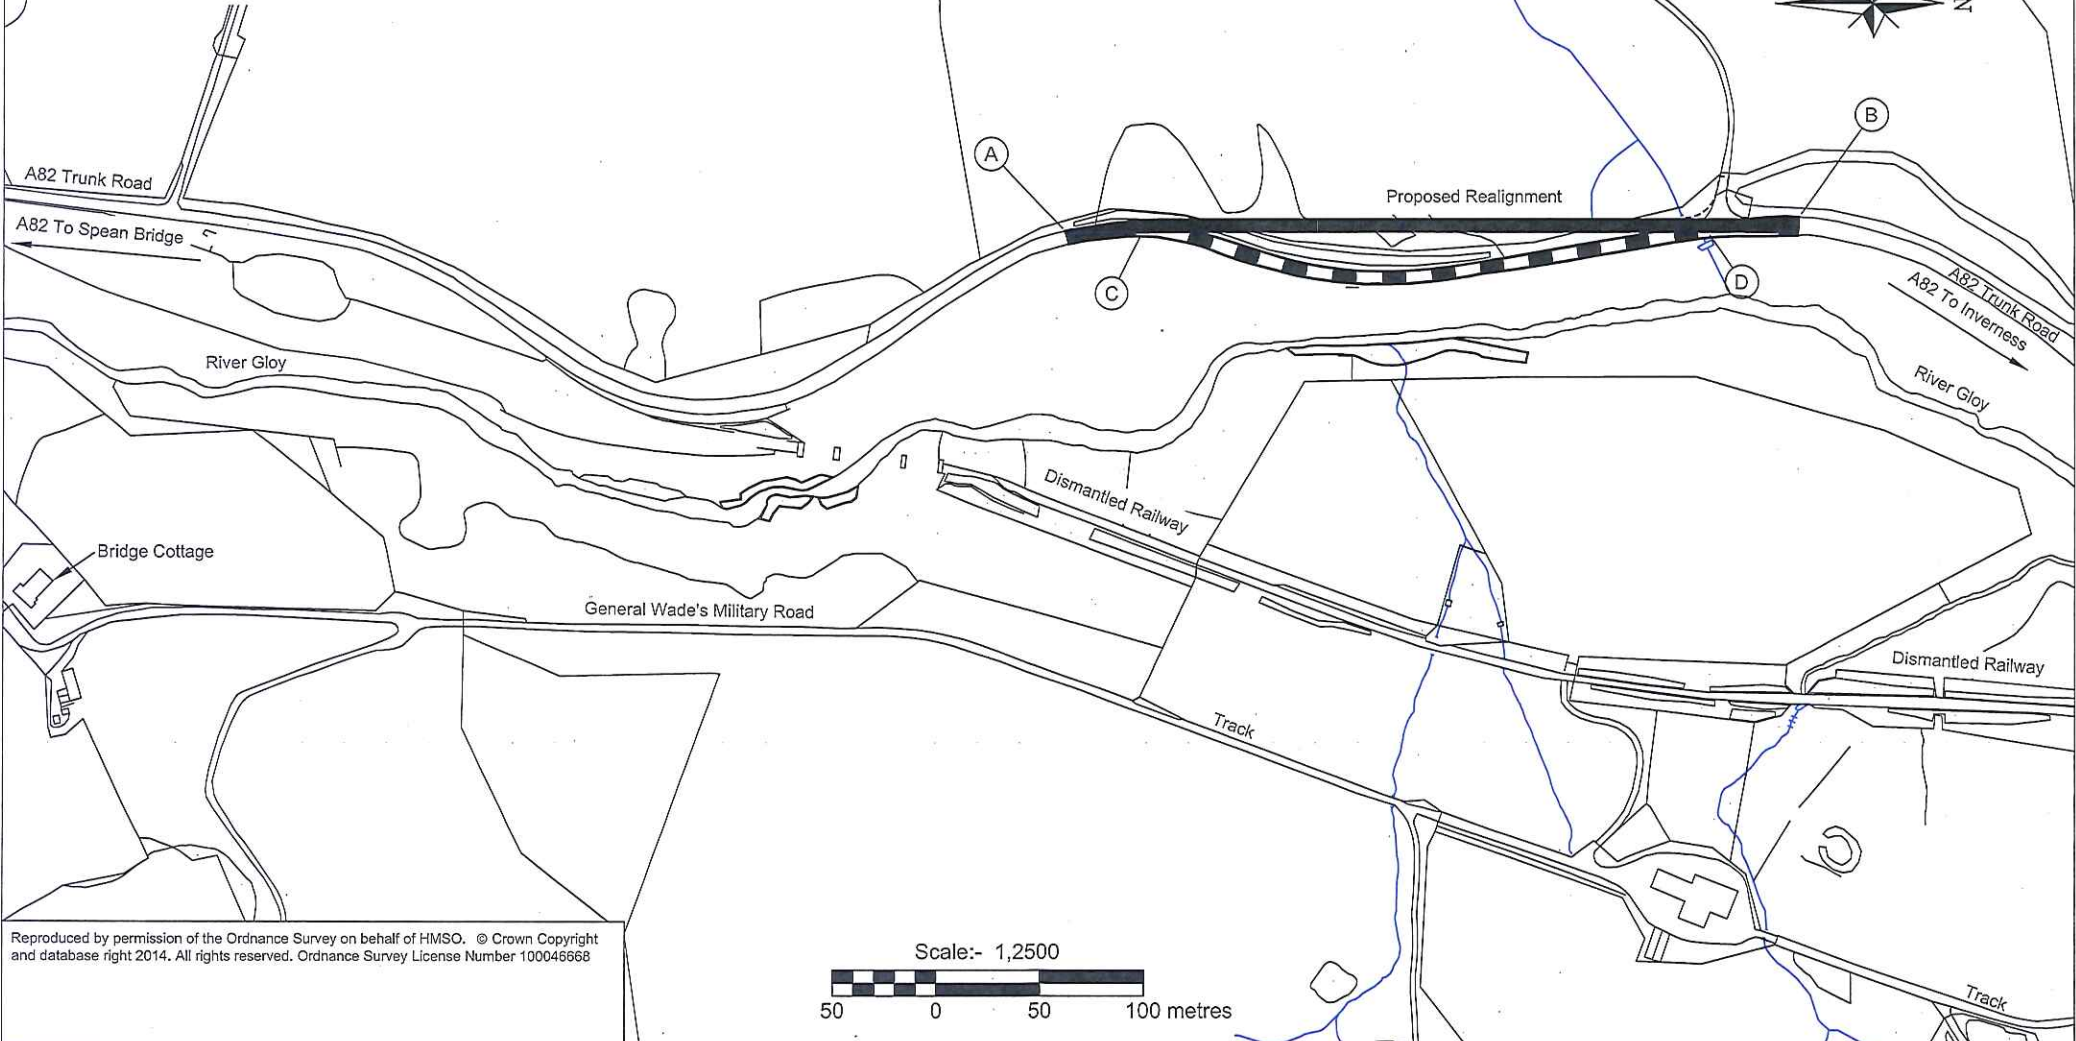 N
B
A
A82 Trunk Road
Proposed Realignment
A82 To Spean Bridge
A82 Trunk Road
A82 To Inverness
C
D
River Gloy
River Gloy
Dismantled Railway
Bridge Cottage
General Wade's Military Road
Dismantled Railway
Track
Reproduced by permission of the Ordnance Survey on behalf of HMSO. © Crown Copyright
and database right 2014. All rights reserved. Ordnance Survey License Number 100046668
Scale:- 1,2500
50 0 50 100 metres
Track